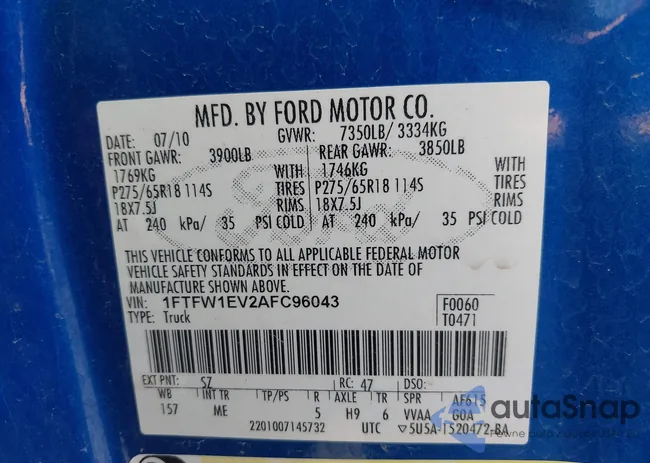 MFD. BY FORD MOTOR CO.
DATE: 07/10 GVWR: 7350LB/ 3334KG
FRONT GAWR: 3900LB REAR GAWR: 3850LB
1769KG WITH 1746KG WITH
P275/65R18 114S TIRES P275/65R18 114S TIRES
18X7.5J RIMS 18X7.5J RIMS
AT 240 kPa/ 35 PSI COLD AT 240 kPa/ 35 PSI COLD
THIS VEHICLE CONFORMS TO ALL APPLICABLE FEDERAL MOTOR
VEHICLE SAFETY STANDARDS IN EFFECT ON THE DATE OF
MANUFACTURE SHOWN ABOVE.
VIN: 1FTFW1EV2AFC96043 F0060
TYPE: Truck T0471
EXT PNT: SZ RC: 47 DSO:
WB INT TR TP/PS R AXLE TR SPR AF615
157 ME 5 H9 6 VVAA GOA
2201007145732 UTC 5U5A-1520472-BA
autoSnap